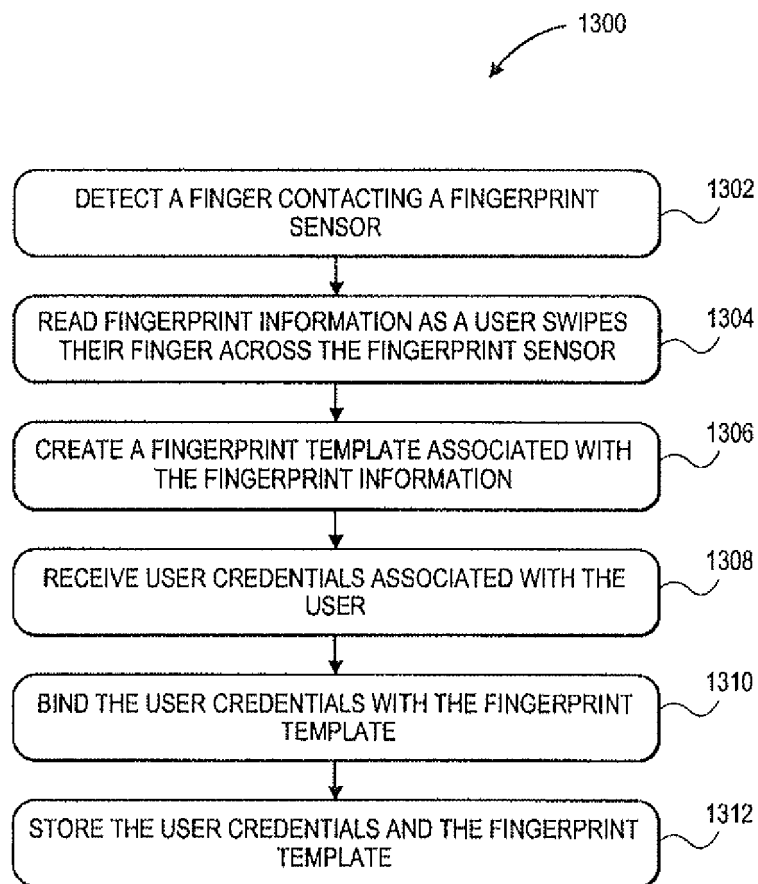 1300
DETECT A FINGER CONTACTING A FINGERPRINT
SENSOR
1302
READ FINGERPRINT INFORMATION AS A USER SWIPES
THEIR FINGER ACROSS THE FINGERPRINT SENSOR
1304
CREATE A FINGERPRINT TEMPLATE ASSOCIATED WITH
THE FINGERPRINT INFORMATION
1306
RECEIVE USER CREDENTIALS ASSOCIATED WITH THE
USER
1308
BIND THE USER CREDENTIALS WITH THE FINGERPRINT
TEMPLATE
1310
STORE THE USER CREDENTIALS AND THE FINGERPRINT
TEMPLATE
1312